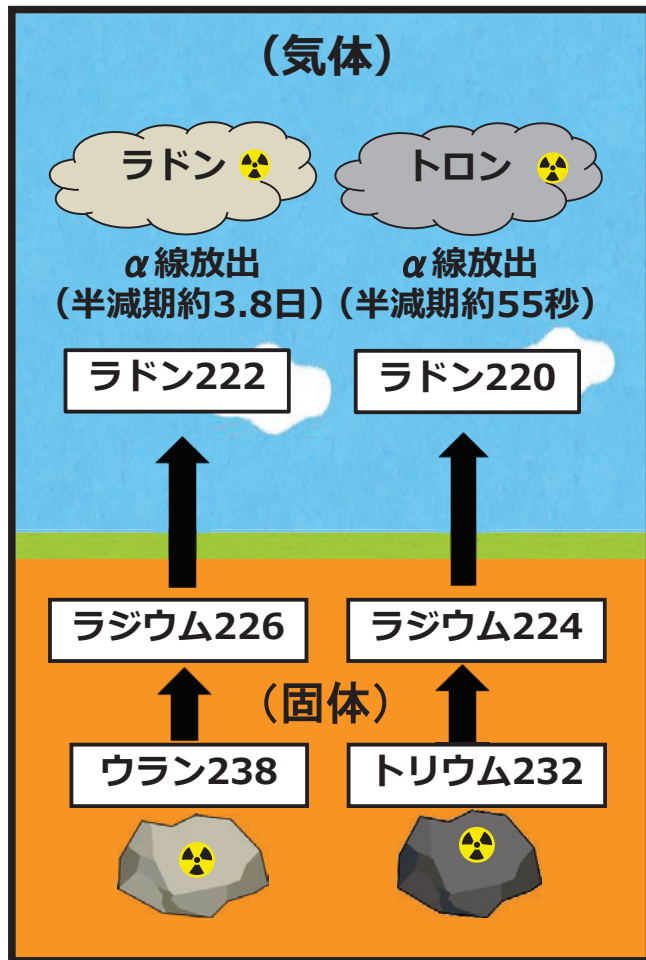 （気体）
ラドン
トロン
α線放出
（半減期約3.8日）
α線放出
（半減期約55秒）
ラドン222
ラドン220
ラジウム226
ラジウム224
（固体）
ウラン238
トリウム232